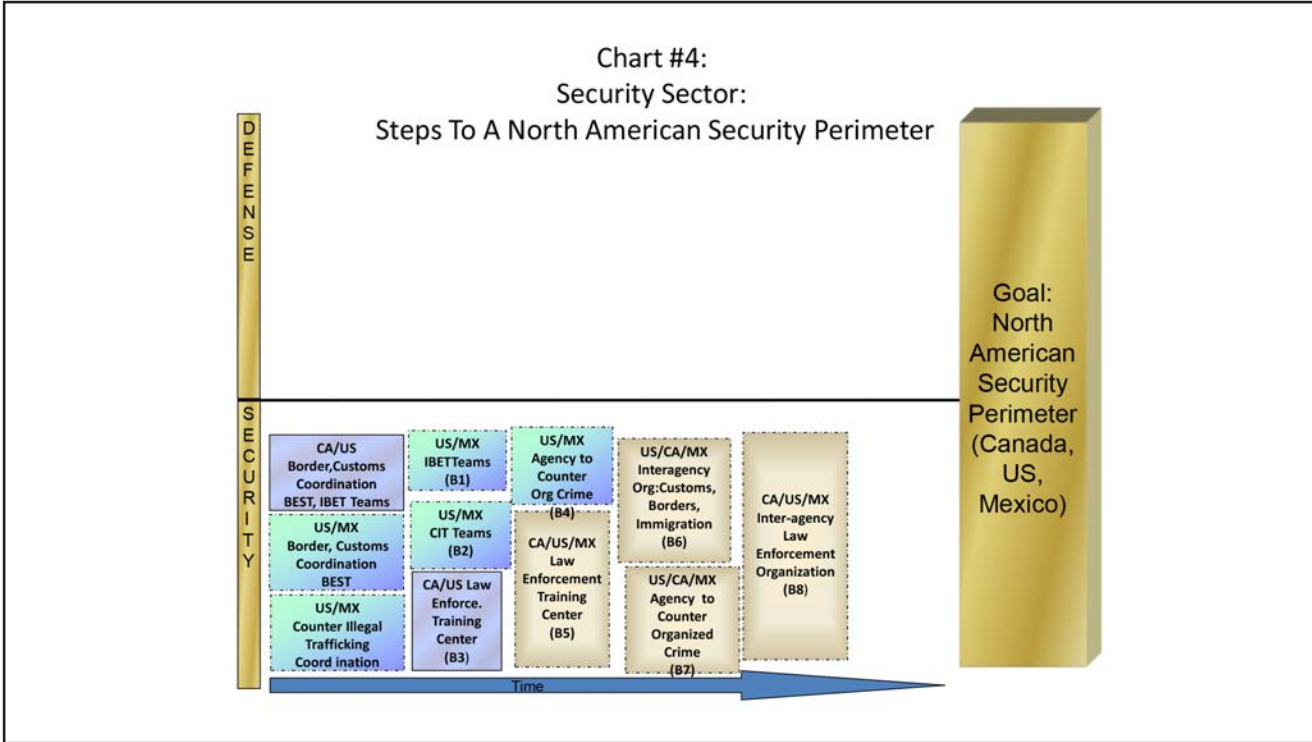 Chart #4:
Security Sector:
Steps To A North American Security Perimeter
DEFENSE
SECURITY
CA/US
Border,Customs
Coordination
BEST, IBET Teams
US/MX
Border, Customs
Coordination
BEST
US/MX
Counter Illegal
Trafficking
Coord ination
US/MX
IBETTeams
(B1)
US/MX
CIT Teams
(B2)
CA/US Law
Enforce.
Training
Center
(B3)
US/MX
Agency to
Counter
Org Crime
(B4)
CA/US/MX
Law
Enforcement
Training
Center
(B5)
US/CA/MX
Interagency
Org:Customs,
Borders,
Immigration
(B6)
US/CA/MX
Agency to
Counter
Organized
Crime
(B7)
CA/US/MX
Inter-agency
Law
Enforcement
Organization
(B8)
Time
Goal:
North
American
Security
Perimeter
(Canada,
US,
Mexico)